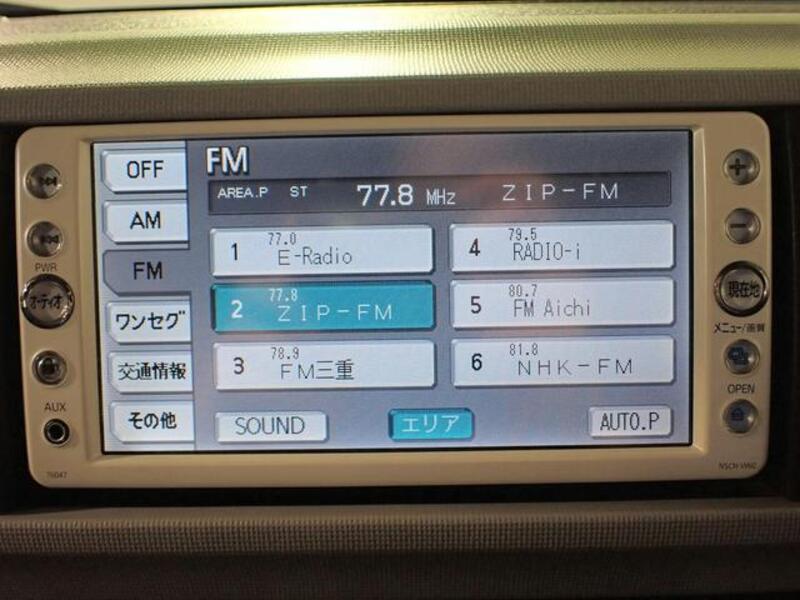 OFF
AM
FM
ワンセグ
交通情報
その他
FM
AREA.P ST 77.8 MHz ZIP-FM
1 77.0 E-Radio
2 77.8 ZIP-FM
3 78.9 FM三重
4 79.5 RADIO-i
5 80.7 FM Aichi
6 81.8 NHK-FM
SOUND エリア AUTO.P
PWR
オーディオ
AUX
76047
現在地
メニュー/画質
OPEN
NSCN-W60